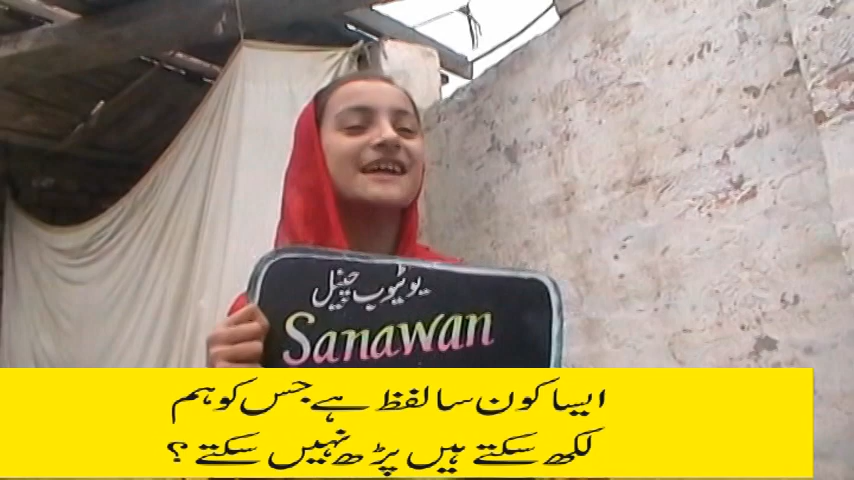 یوٹیوب چینل
Sanawan
ایسا کون سا لفظ ہے جس کو ہم
لکھ سکتے ہیں پڑھ نہیں سکتے ؟